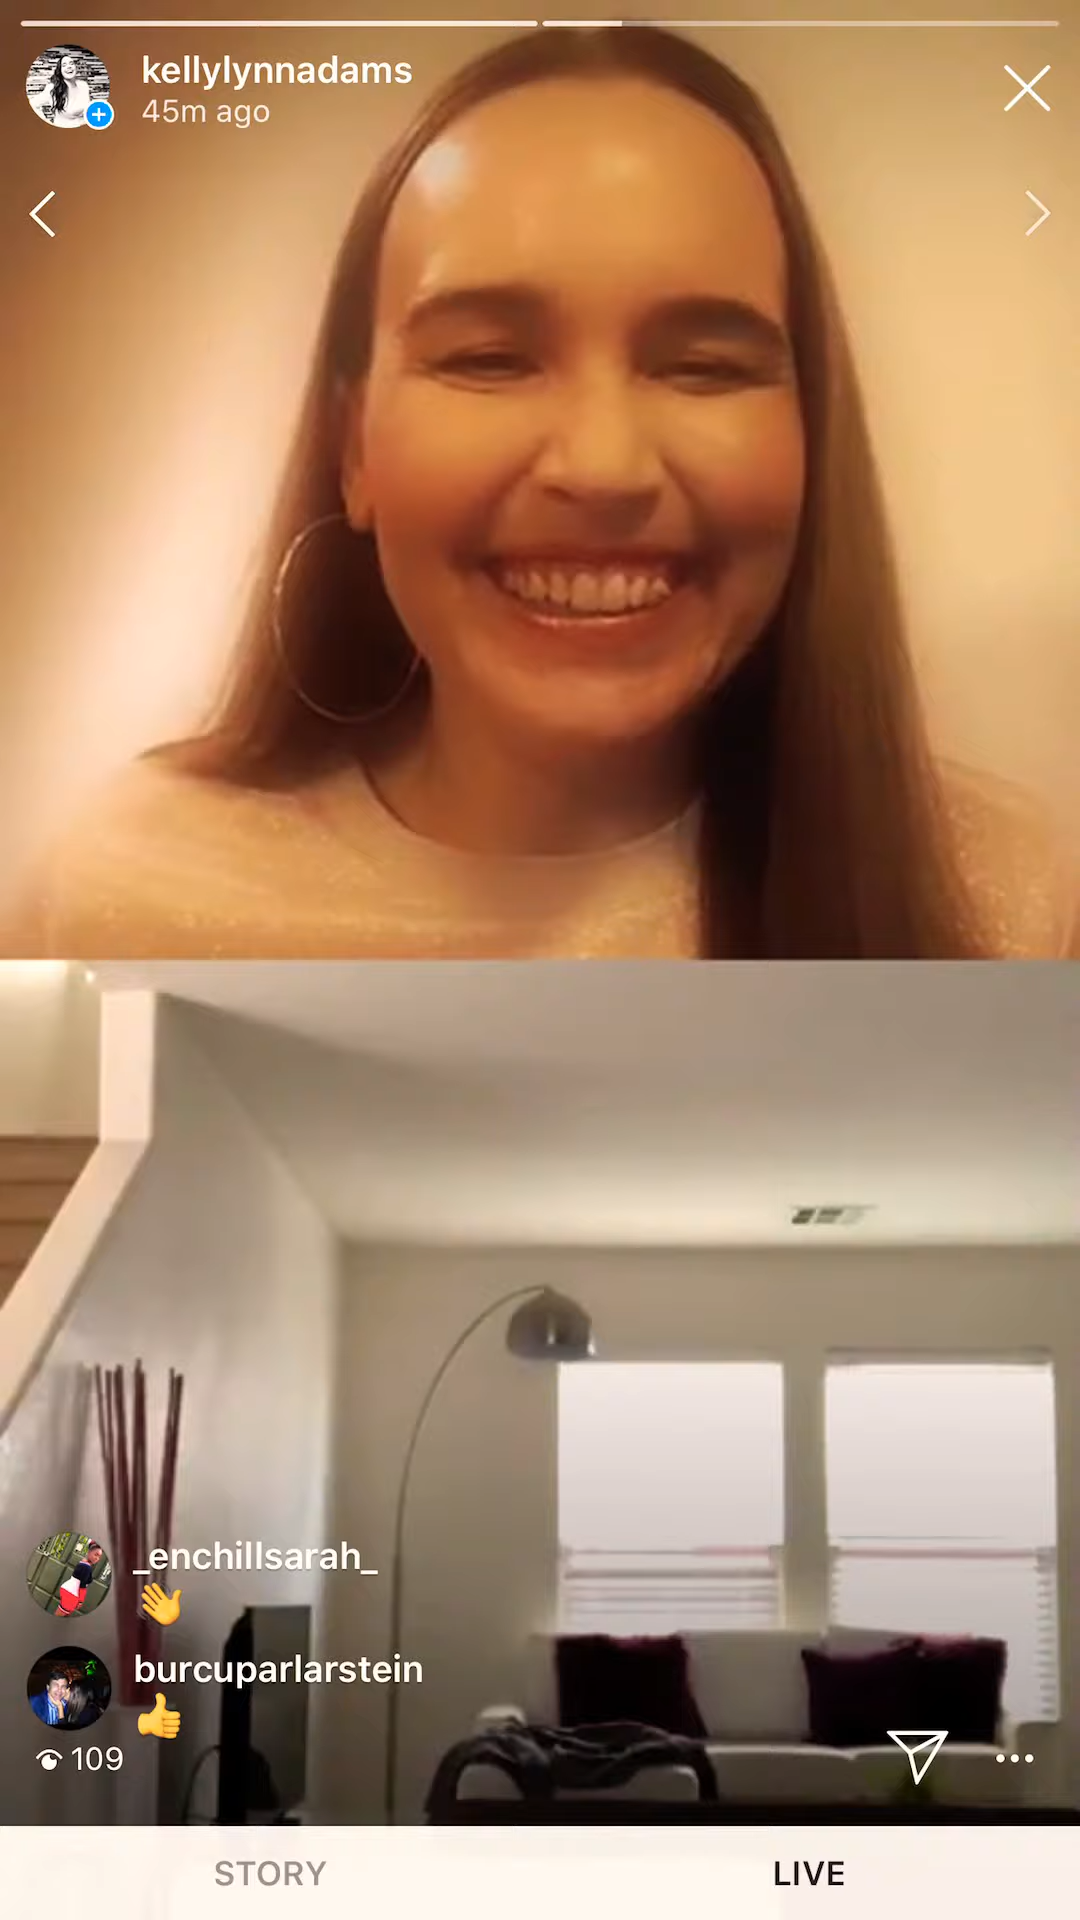 kellylynnadams
45m ago
_enchillsarah_
👋
burcuparlarstein
👍
109
STORY
LIVE